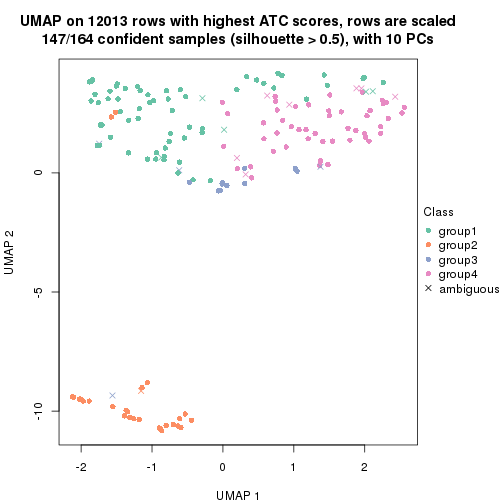 UMAP on 12013 rows with highest ATC scores, rows are scaled
147/164 confident samples (silhouette > 0.5), with 10 PCs
0
-5
-10
UMAP 2
-2
-1
0
1
2
UMAP 1
Class
group1
group2
group3
group4
ambiguous